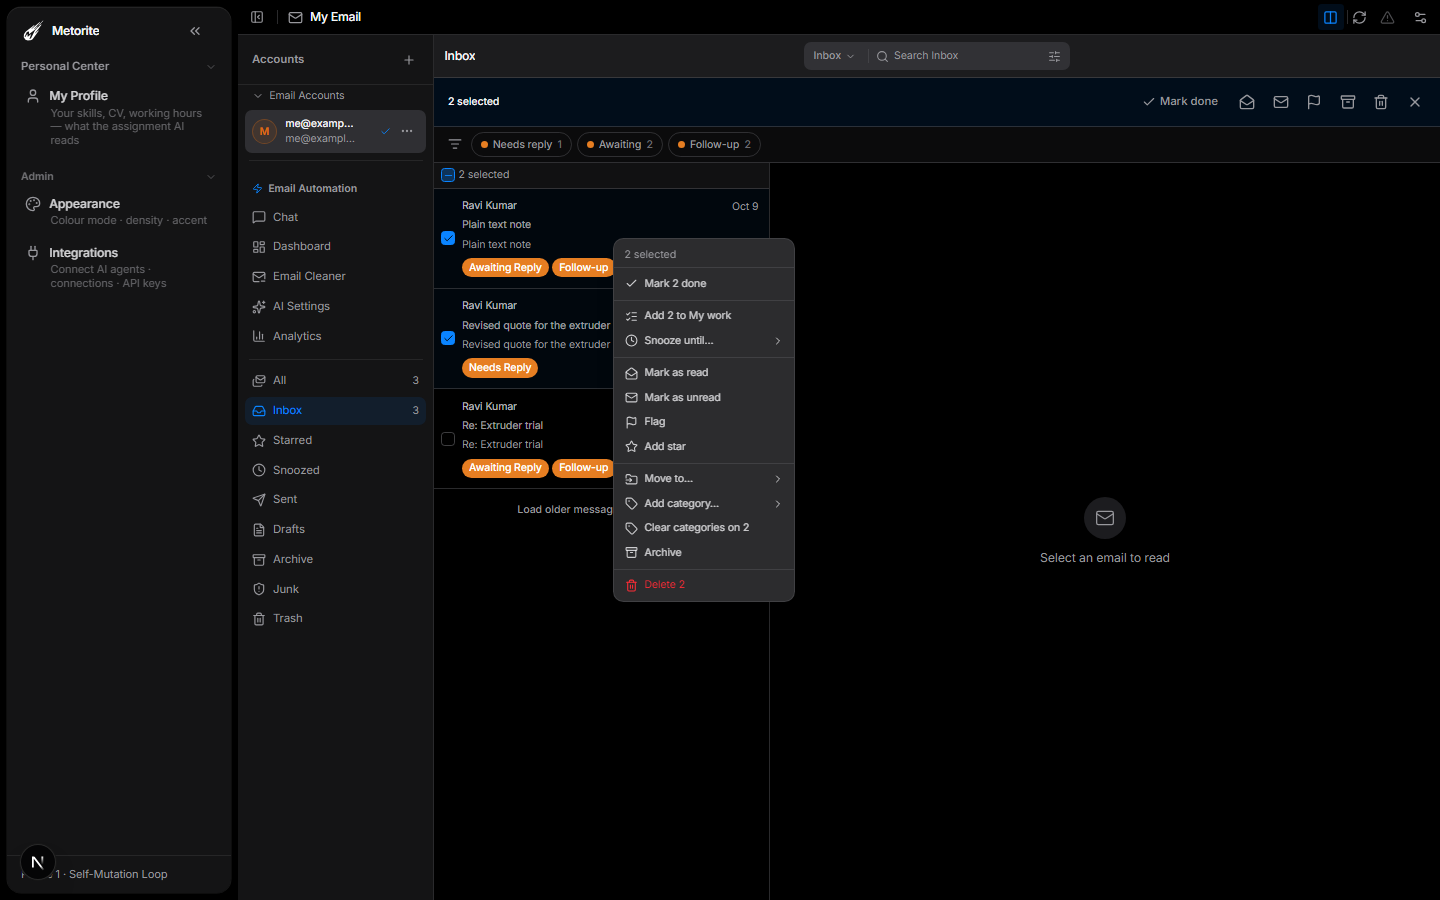 Metorite
Personal Center
My Profile
Your skills, CV, working hours
— what the assignment AI
reads
Admin
Appearance
Colour mode · density · accent
Integrations
Connect AI agents ·
connections · API keys
N
1 · Self-Mutation Loop
My Email
Accounts
Email Accounts
M
me@examp...
me@exampl...
Email Automation
Chat
Dashboard
Email Cleaner
AI Settings
Analytics
All 3
Inbox 3
Starred
Snoozed
Sent
Drafts
Archive
Junk
Trash
Inbox
Inbox
Search Inbox
2 selected
Mark done
Needs reply 1
Awaiting 2
Follow-up 2
2 selected
Ravi Kumar
Oct 9
Plain text note
Plain text note
Awaiting Reply
Follow-up
Ravi Kumar
Revised quote for the extruder
Revised quote for the extruder
Needs Reply
Ravi Kumar
Re: Extruder trial
Re: Extruder trial
Awaiting Reply
Follow-up
Load older messag
2 selected
Mark 2 done
Add 2 to My work
Snooze until...
Mark as read
Mark as unread
Flag
Add star
Move to...
Add category...
Clear categories on 2
Archive
Delete 2
Select an email to read